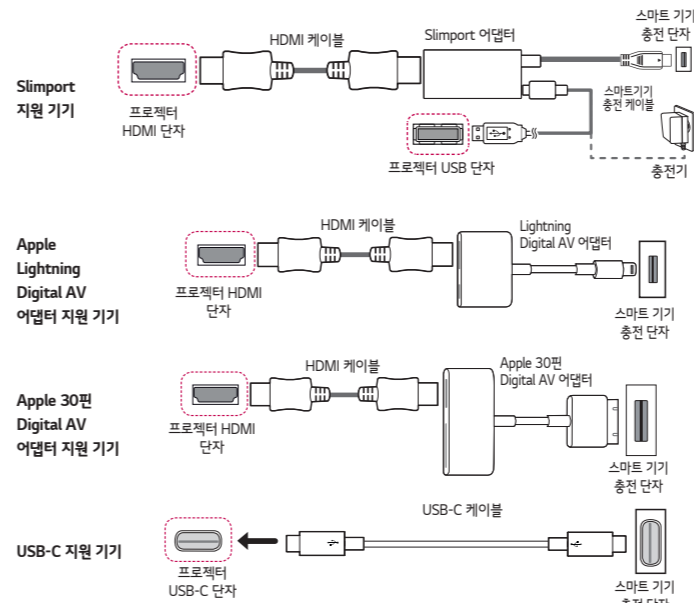 Slimport
지원 기기
프로젝터
HDMI 단자
HDMI 케이블
Slimport 어댑터
스마트 기기
충전 단자
스마트기기
충전 케이블
프로젝터 USB 단자
충전기
Apple
Lightning
Digital AV
어댑터 지원 기기
프로젝터 HDMI
단자
HDMI 케이블
Lightning
Digital AV 어댑터
스마트 기기
충전 단자
Apple 30핀
Digital AV
어댑터 지원 기기
프로젝터 HDMI
단자
HDMI 케이블
Apple 30핀
Digital AV 어댑터
스마트 기기
충전 단자
USB-C 지원 기기
프로젝터
USB-C 단자
USB-C 케이블
스마트 기기
충전 단자